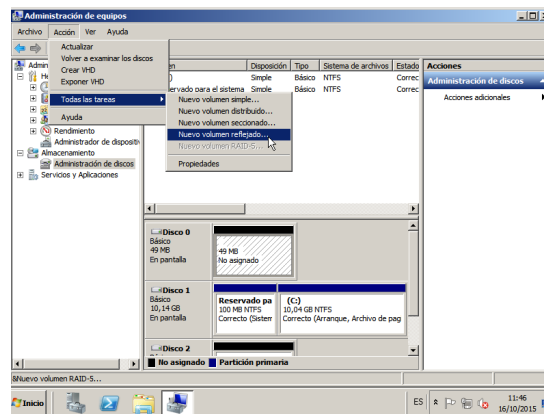 Administración de equipos
Archivo Acción Ver Ayuda
Actualizar
Volver a examinar los discos
Crear VHD
Exponer VHD
Todas las tareas
Ayuda
Disposición Tipo Sistema de archivos Estado
Simple Básico NTFS Correc
servado para el sistema Simple Básico NTFS Correc
Nuevo volumen simple...
Nuevo volumen distribuido...
Nuevo volumen seccionado...
Nuevo volumen reflejado...
Nuevo volumen RAID-5...
Propiedades
Acciones
Administración de discos
Acciones adicionales
Admin
Rendimiento
Administrador de dispositiv
Almacenamiento
Administración de discos
Servicios y Aplicaciones
Disco 0
Básico
49 MB
En pantalla
49 MB
No asignado
Disco 1
Básico
10,14 GB
En pantalla
Reservado pa
100 MB NTFS
Correcto (Sistem
(C:)
10,04 GB NTFS
Correcto (Arranque, Archivo de pag
Disco 2
No asignado Partición primaria
&Nuevo volumen RAID-5...
Inicio
ES
11:46
16/10/2015